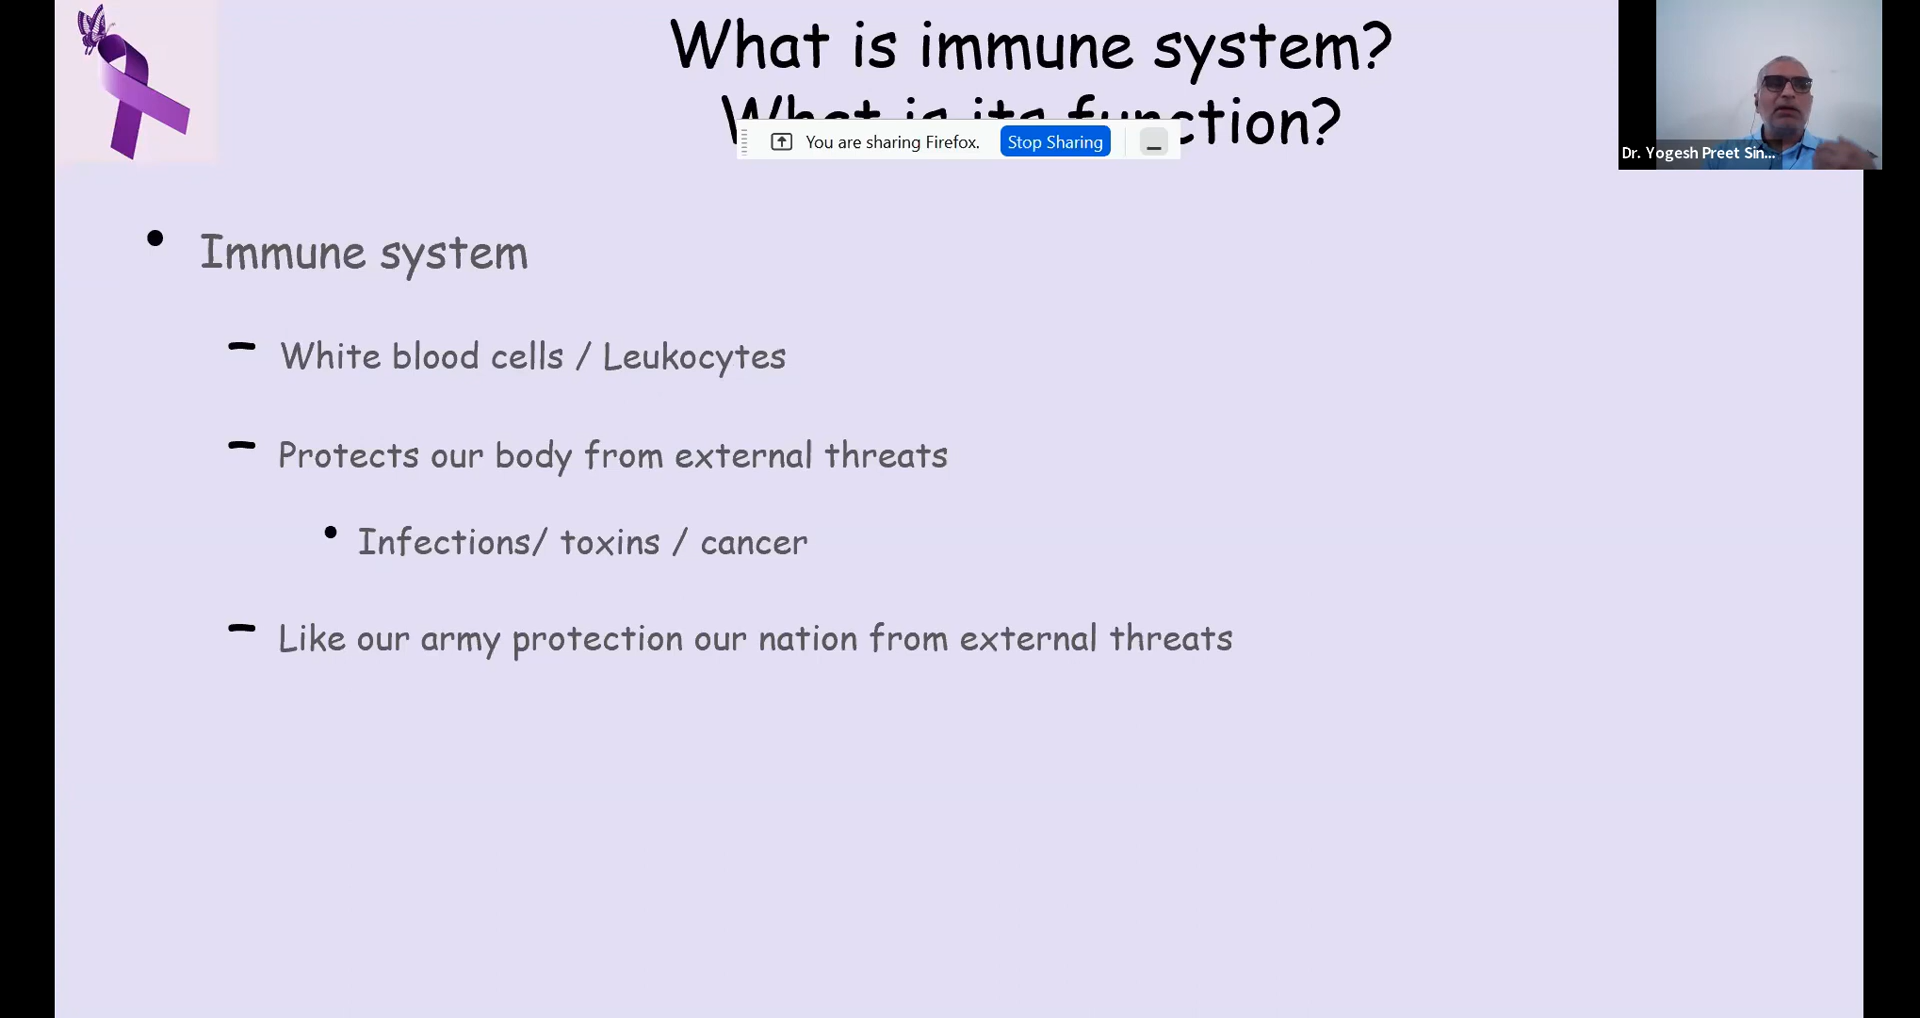 What is immune system?
What is its function?
You are sharing Firefox.
Stop Sharing
Dr. Yogesh Preet Sin...
Immune system
White blood cells / Leukocytes
Protects our body from external threats
Infections/ toxins / cancer
Like our army protection our nation from external threats